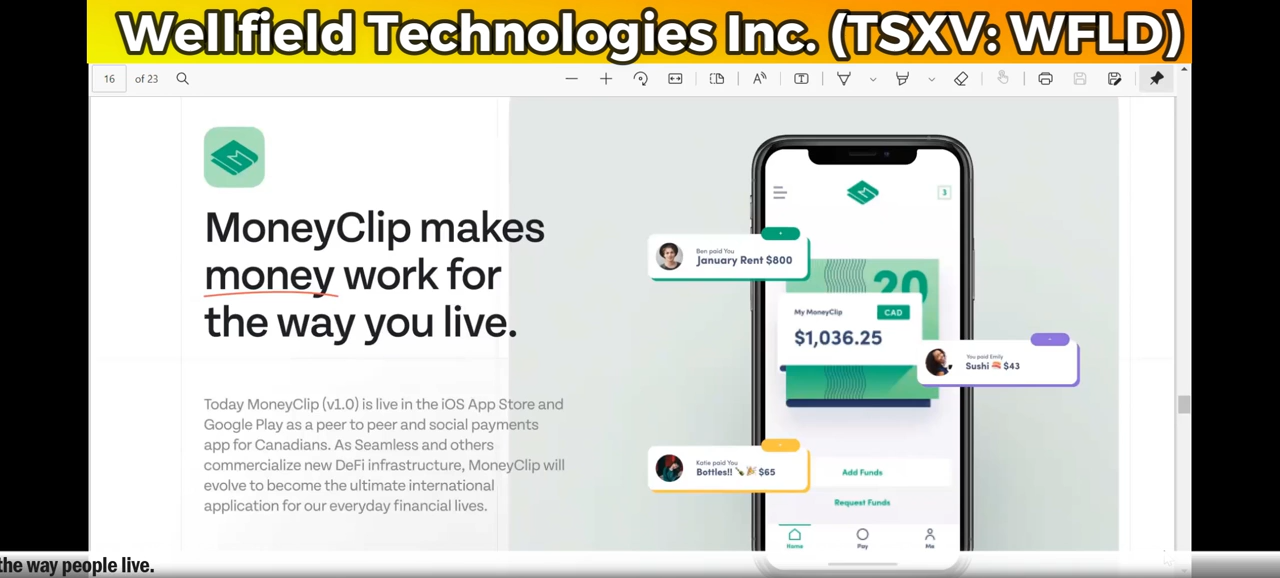 Wellfield Technologies Inc. (TSXV: WFLD)
16 of 23
MoneyClip makes
money work for
the way you live.
Today MoneyClip (v1.0) is live in the iOS App Store and
Google Play as a peer to peer and social payments
app for Canadians. As Seamless and others
commercialize new DeFi infrastructure, MoneyClip will
evolve to become the ultimate international
application for our everyday financial lives.
3
Ben paid You
January Rent $800
20
My MoneyClip
CAD
$1,036.25
You paid Emily
Sushi 🍣 $43
Katie paid You
Bottles!! 🍾 🎉 $65
Add Funds
Request Funds
Home
Pay
Me
the way people live.